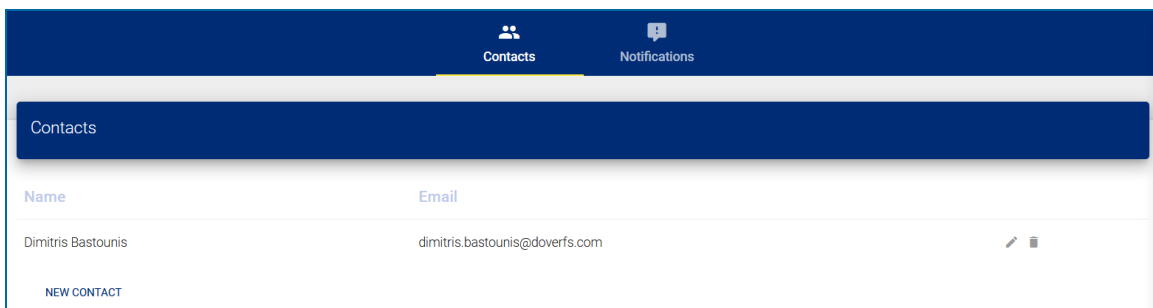 Contacts Notifications
Contacts
Name Email
Dimitris Bastounis dimitris.bastounis@doverfs.com
NEW CONTACT